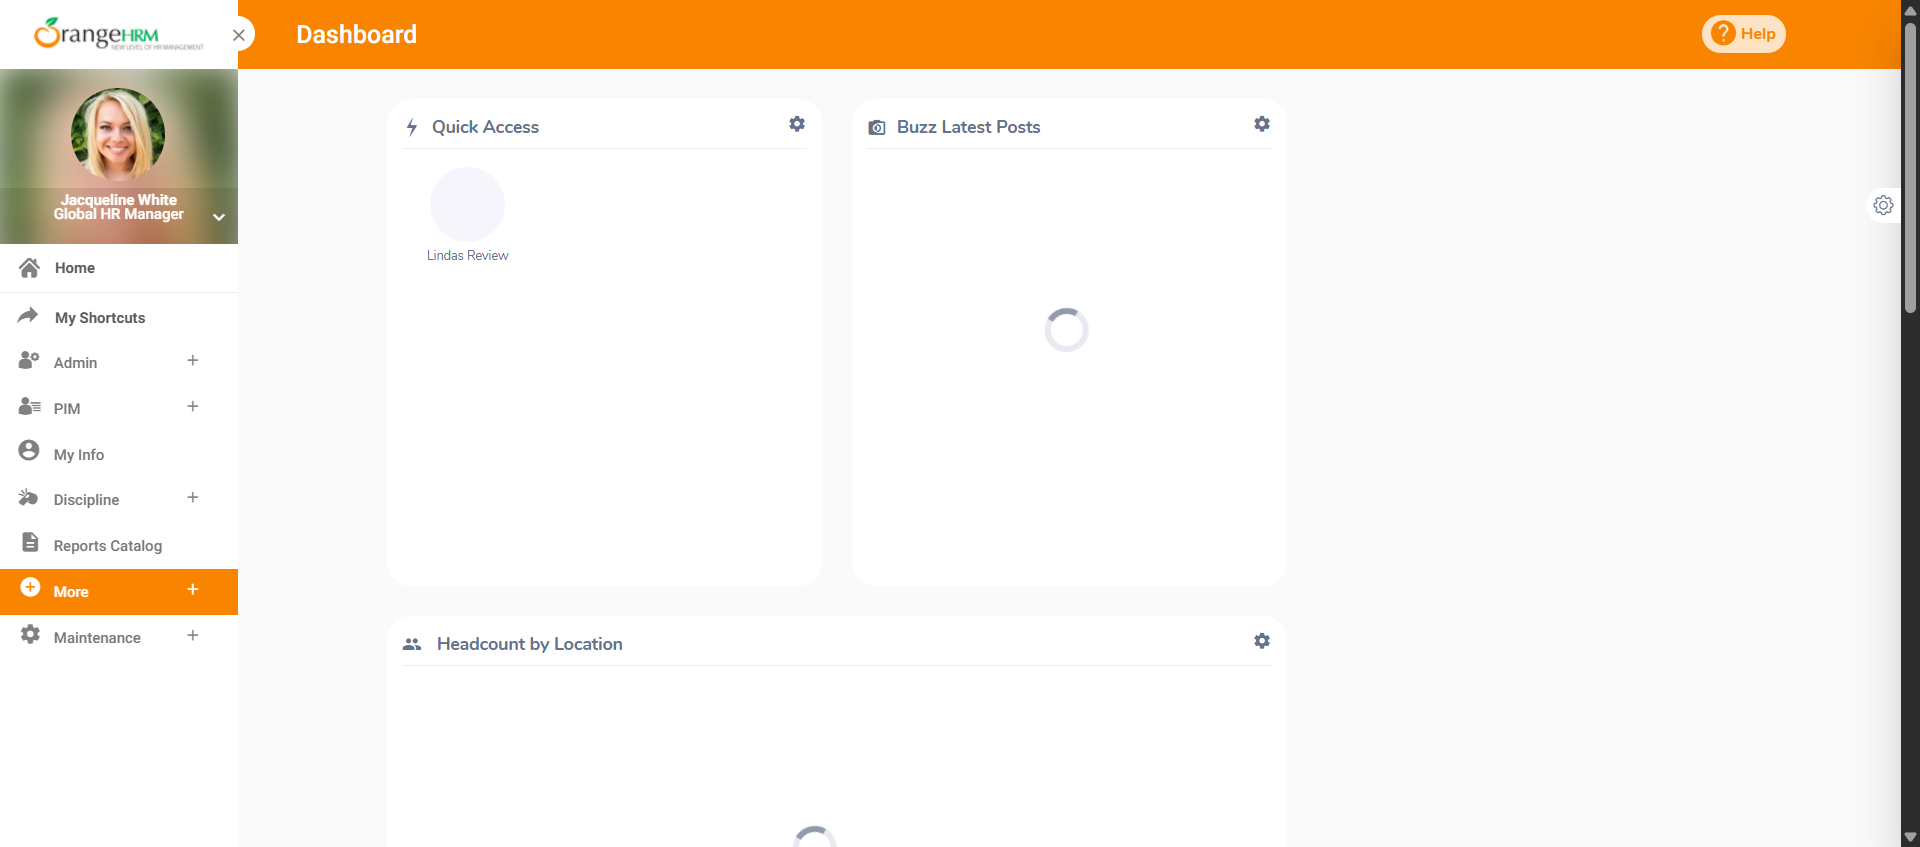 OrangeHRM
NEW LEVEL OF HR MANAGEMENT
Dashboard
? Help
Jacqueline White
Global HR Manager
Home
My Shortcuts
Admin
PIM
My Info
Discipline
Reports Catalog
More
Maintenance
Quick Access
Lindas Review
Buzz Latest Posts
Headcount by Location